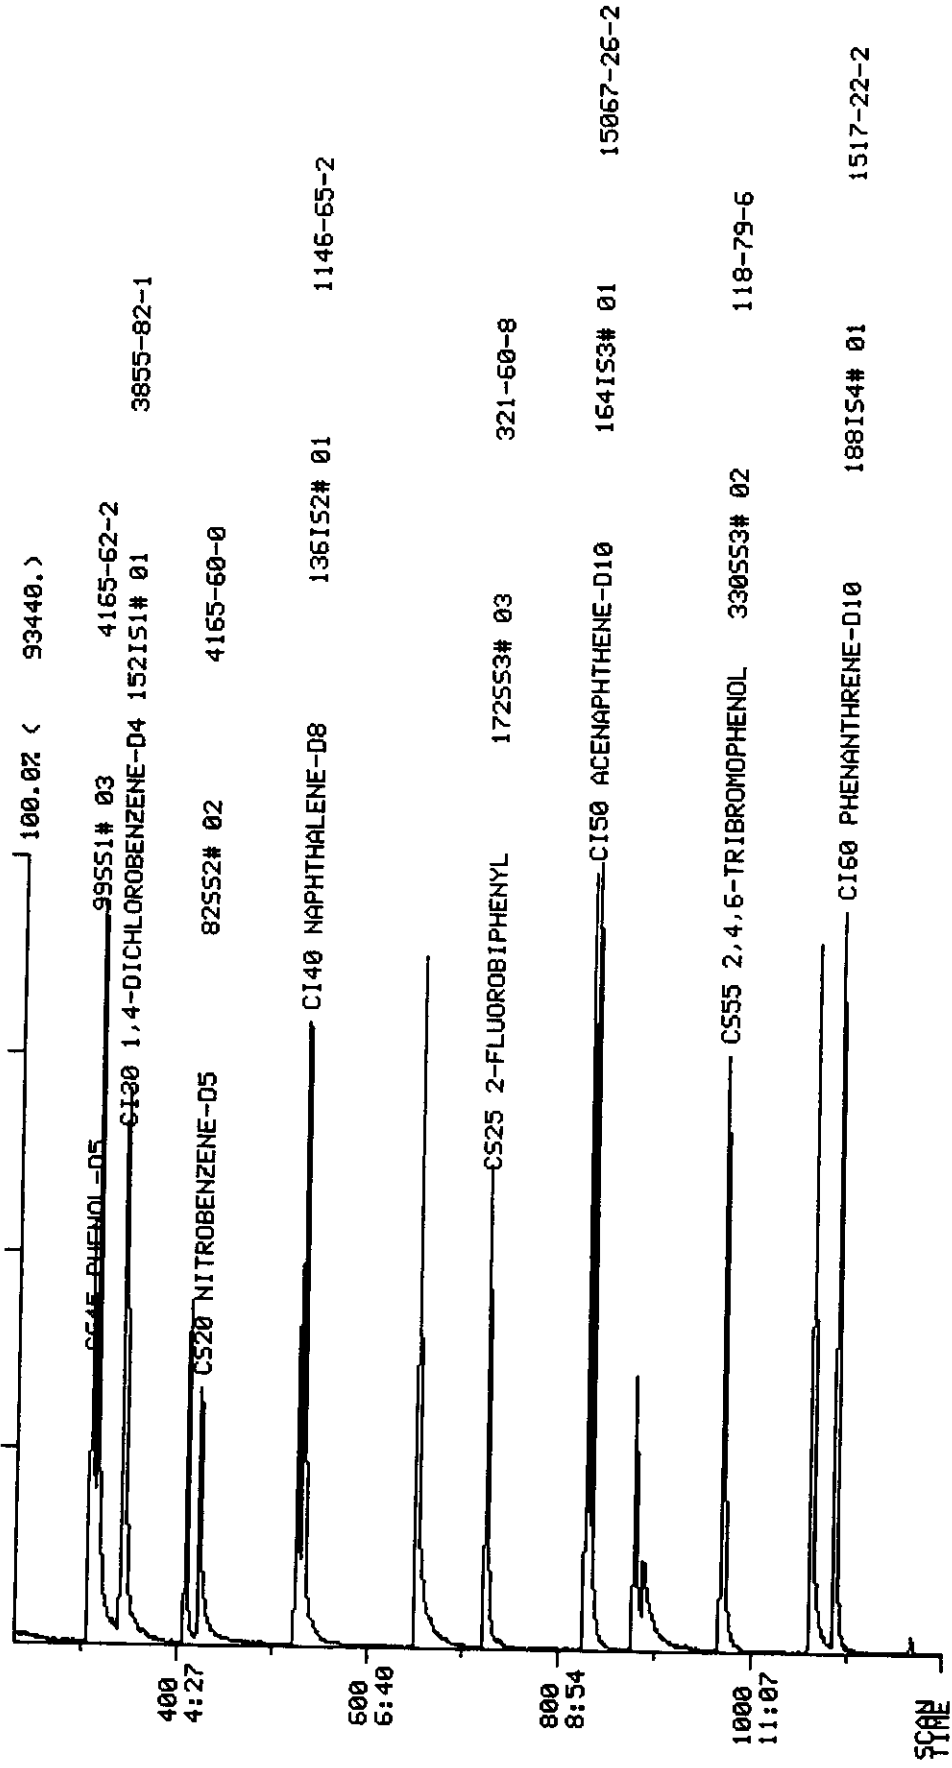 100.0% ( 93440.)
99SS1# 03 4165-62-2
CI30 1,4-DICHLOROBENZENE-D4 152IS1# 01 3855-82-1
PHENOL-D5
CS20 NITROBENZENE-D5 82SS2# 02 4165-60-0
CI40 NAPHTHALENE-D8 136IS2# 01 1146-65-2
CS25 2-FLUOROBIPHENYL 172SS3# 03 321-60-8
CI50 ACENAPHTHENE-D10 164IS3# 01 15067-26-2
CS55 2,4,6-TRIBROMOPHENOL 330SS3# 02 118-79-6
CI60 PHENANTHRENE-D10 188IS4# 01 1517-22-2
400
4:27
600
6:40
800
8:54
1000
11:07
SCAN
TIME